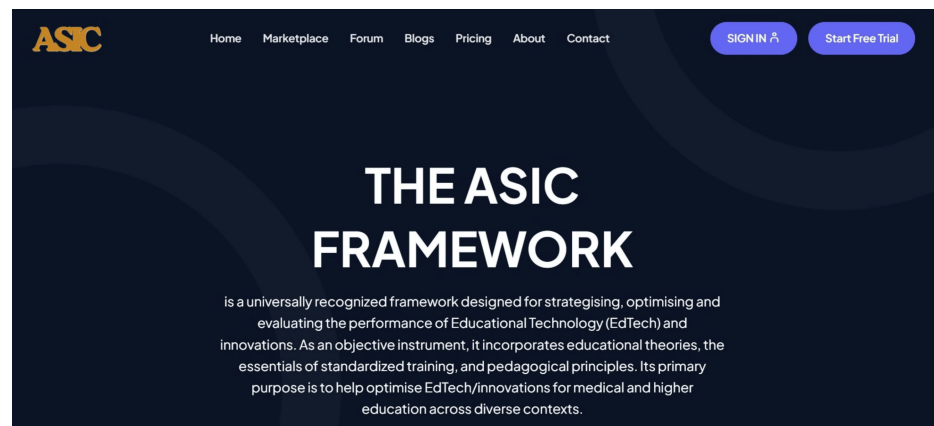 ASIC
Home Marketplace Forum Blogs Pricing About Contact
SIGN IN
Start Free Trial
THE ASIC
FRAMEWORK
is a universally recognized framework designed for strategising, optimising and
evaluating the performance of Educational Technology (EdTech) and
innovations. As an objective instrument, it incorporates educational theories, the
essentials of standardized training, and pedagogical principles. Its primary
purpose is to help optimise EdTech/innovations for medical and higher
education across diverse contexts.